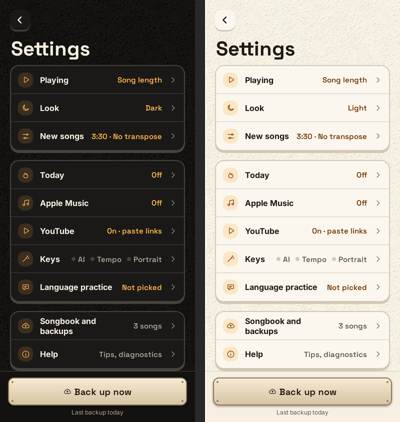 Settings
Playing Song length
Look Dark
New songs 3:30 · No transpose
Today Off
Apple Music Off
YouTube On · paste links
Keys AI Tempo Portrait
Language practice Not picked
Songbook and
backups 3 songs
Help Tips, diagnostics
Back up now
Last backup today
Settings
Playing Song length
Look Light
New songs 3:30 · No transpose
Today Off
Apple Music Off
YouTube On · paste links
Keys AI Tempo Portrait
Language practice Not picked
Songbook and
backups 3 songs
Help Tips, diagnostics
Back up now
Last backup today